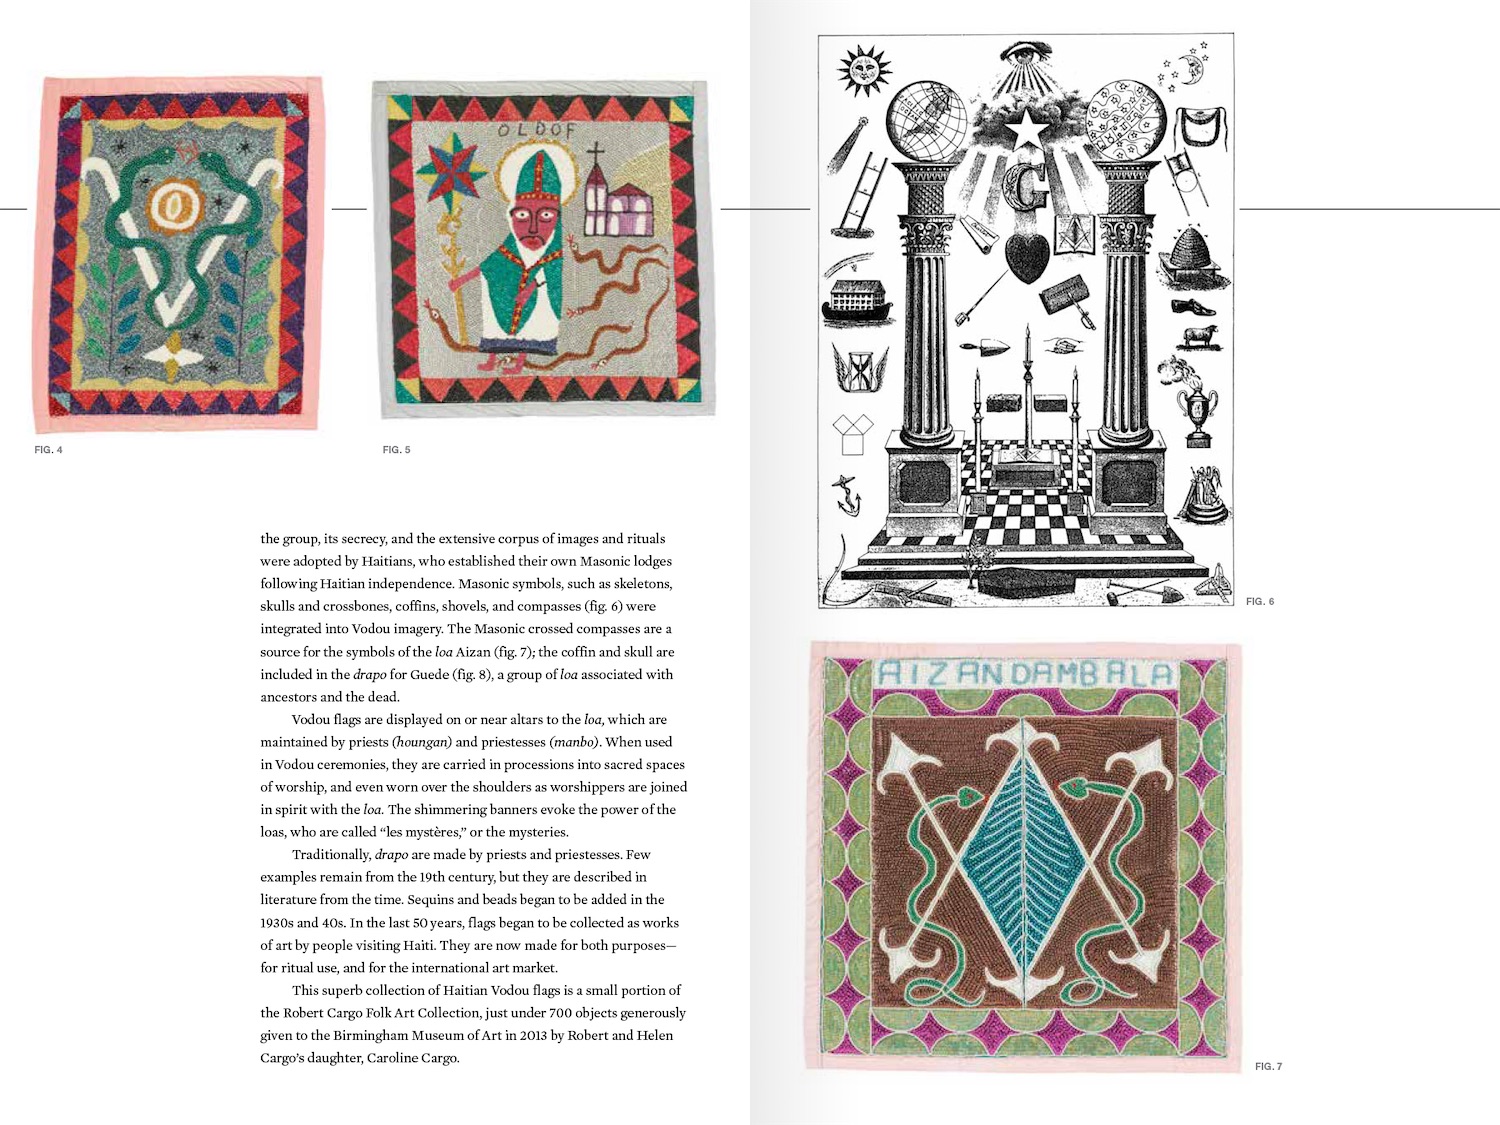 OLDOF
FIG. 4
FIG. 5
the group, its secrecy, and the extensive corpus of images and rituals
were adopted by Haitians, who established their own Masonic lodges
following Haitian independence. Masonic symbols, such as skeletons,
skulls and crossbones, coffins, shovels, and compasses (fig. 6) were
integrated into Vodou imagery. The Masonic crossed compasses are a
source for the symbols of the loa Aizan (fig. 7); the coffin and skull are
included in the drapo for Guede (fig. 8), a group of loa associated with
ancestors and the dead.
Vodou flags are displayed on or near altars to the loa, which are
maintained by priests (houngan) and priestesses (manbo). When used
in Vodou ceremonies, they are carried in processions into sacred spaces
of worship, and even worn over the shoulders as worshippers are joined
in spirit with the loa. The shimmering banners evoke the power of the
loas, who are called “les mystères,” or the mysteries.
Traditionally, drapo are made by priests and priestesses. Few
examples remain from the 19th century, but they are described in
literature from the time. Sequins and beads began to be added in the
1930s and 40s. In the last 50 years, flags began to be collected as works
of art by people visiting Haiti. They are now made for both purposes—
for ritual use, and for the international art market.
This superb collection of Haitian Vodou flags is a small portion of
the Robert Cargo Folk Art Collection, just under 700 objects generously
given to the Birmingham Museum of Art in 2013 by Robert and Helen
Cargo’s daughter, Caroline Cargo.
G
FIG. 6
AIZANDAMBALA
FIG. 7